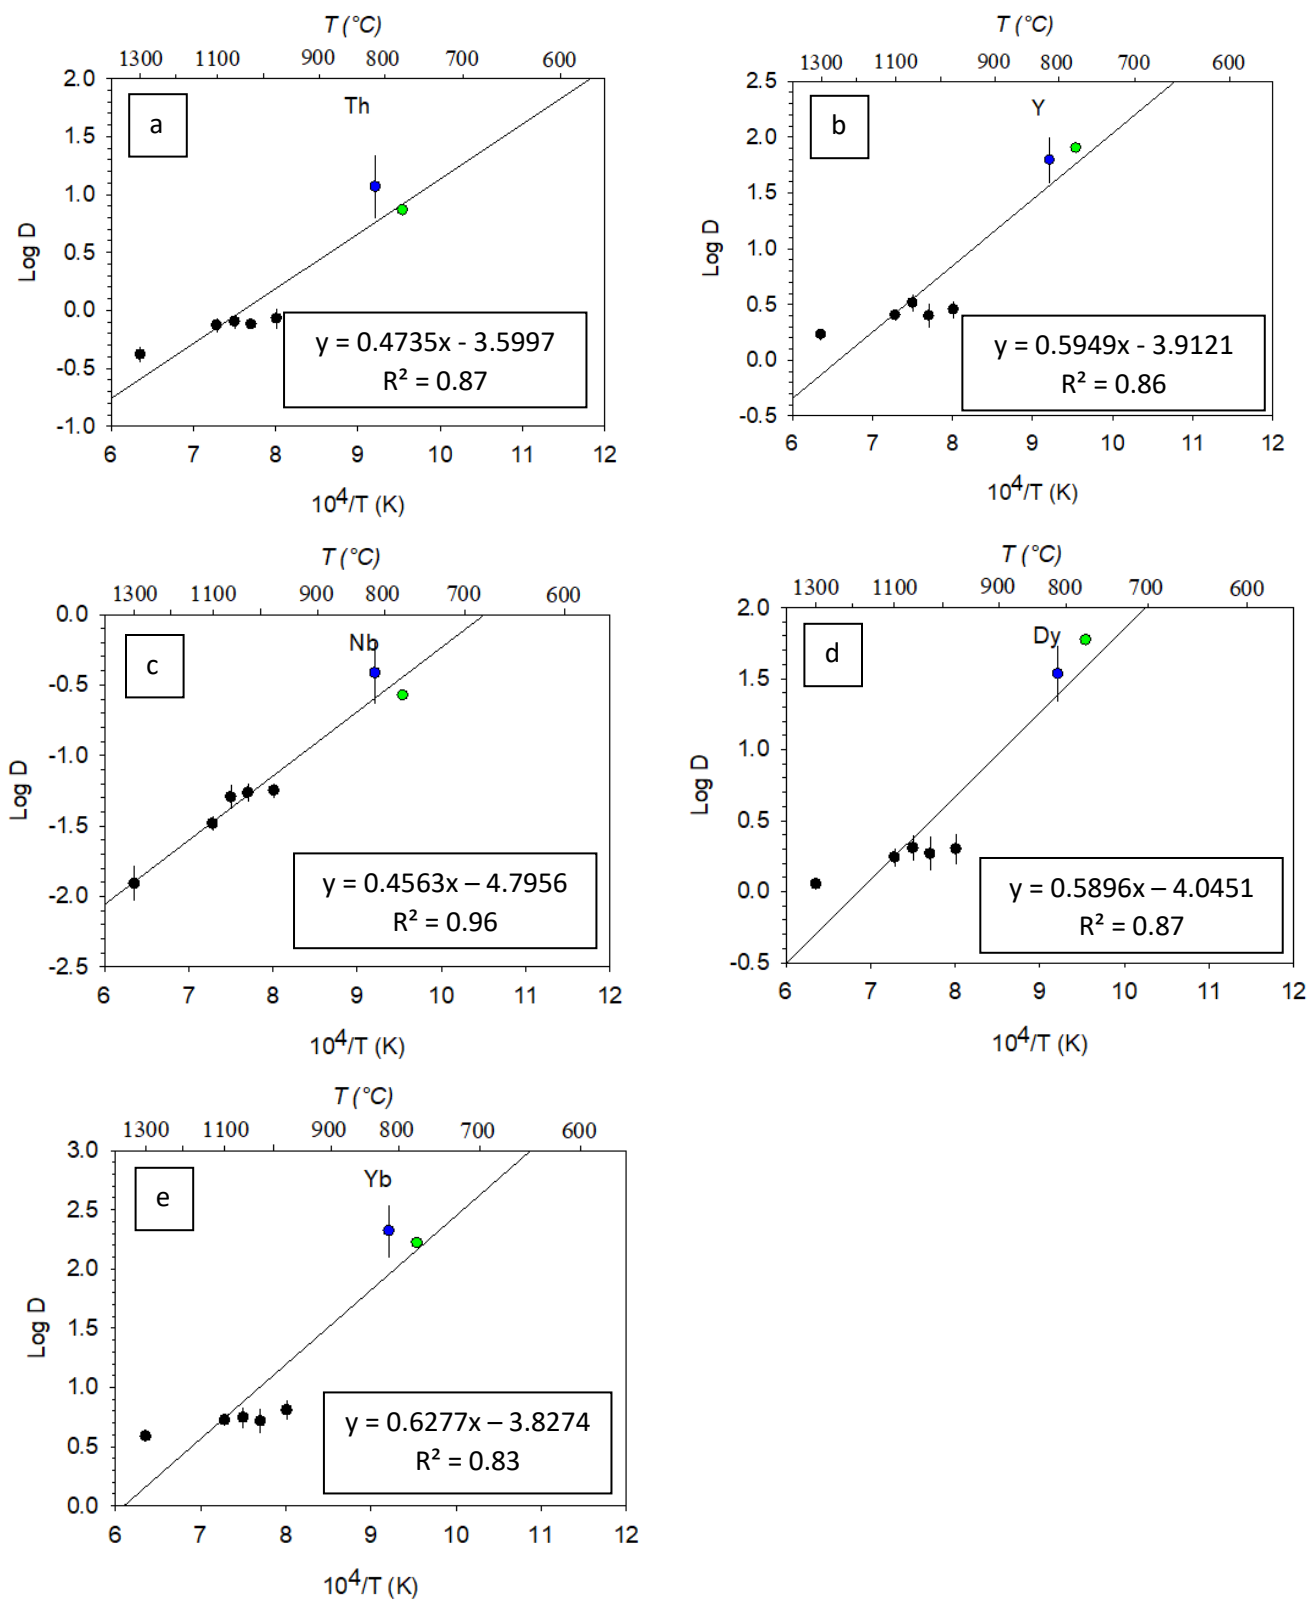 T (°C)
1300 1100 900 800 700 600
2.0
1.5
1.0
0.5
0.0
-0.5
-1.0
Log D
a
Th
y = 0.4735x - 3.5997
R² = 0.87
6 7 8 9 10 11 12
10⁴/T (K)
T (°C)
1300 1100 900 800 700 600
2.5
2.0
1.5
1.0
0.5
0.0
-0.5
Log D
b
Y
y = 0.5949x - 3.9121
R² = 0.86
6 7 8 9 10 11 12
10⁴/T (K)
T (°C)
1300 1100 900 800 700 600
0.0
-0.5
-1.0
-1.5
-2.0
-2.5
Log D
c
Nb
y = 0.4563x – 4.7956
R² = 0.96
6 7 8 9 10 11 12
10⁴/T (K)
T (°C)
1300 1100 900 800 700 600
2.0
1.5
1.0
0.5
0.0
-0.5
Log D
d
Dy
y = 0.5896x – 4.0451
R² = 0.87
6 7 8 9 10 11 12
10⁴/T (K)
T (°C)
1300 1100 900 800 700 600
3.0
2.5
2.0
1.5
1.0
0.5
0.0
Log D
e
Yb
y = 0.6277x – 3.8274
R² = 0.83
6 7 8 9 10 11 12
10⁴/T (K)